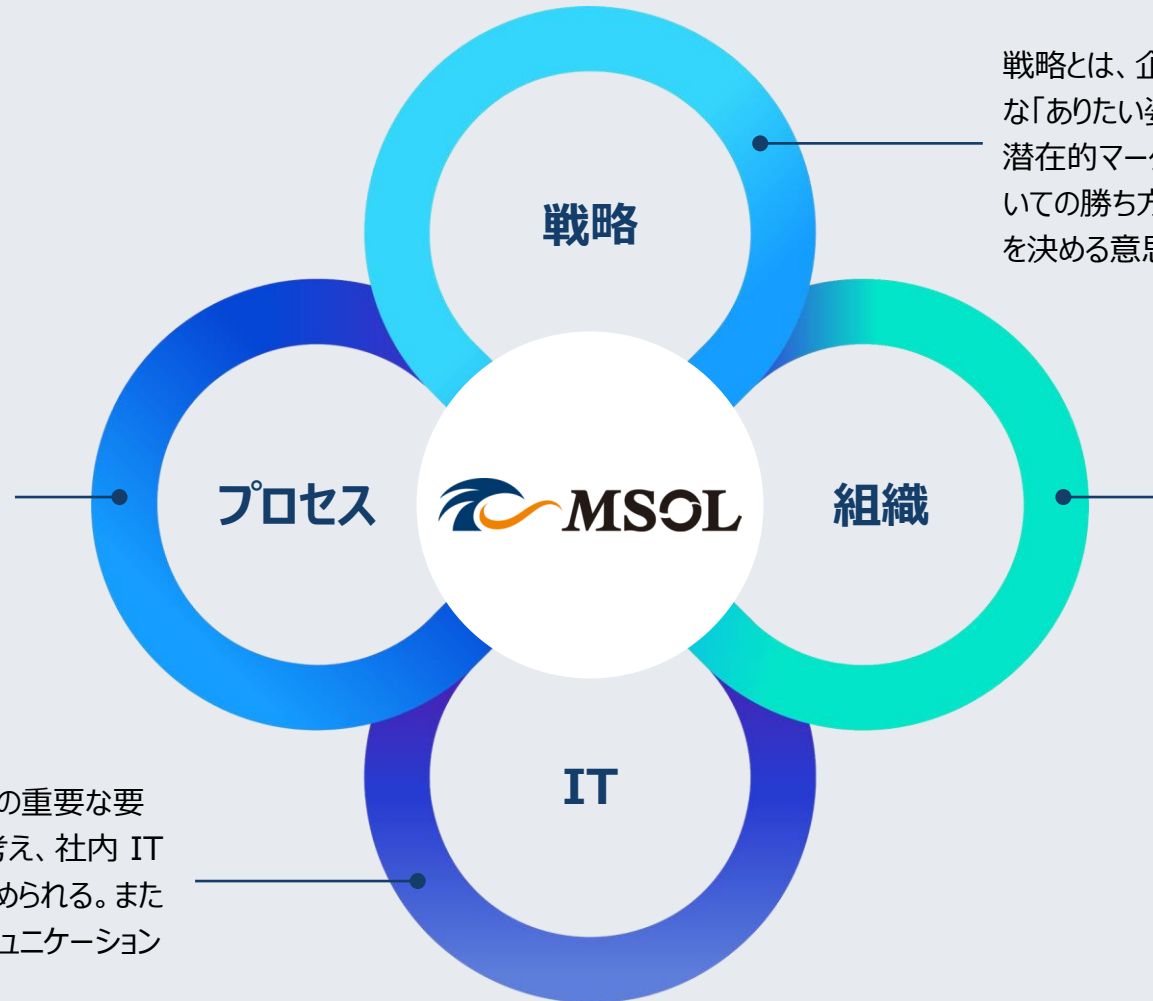 戦略とは、企
な「ありたい姿
潜在的マーケ
いての勝ち方
を決める意思
戦略
プロセス
MSOL
組織
IT
の重要な要
考え、社内 IT
められる。また
ュニケーション